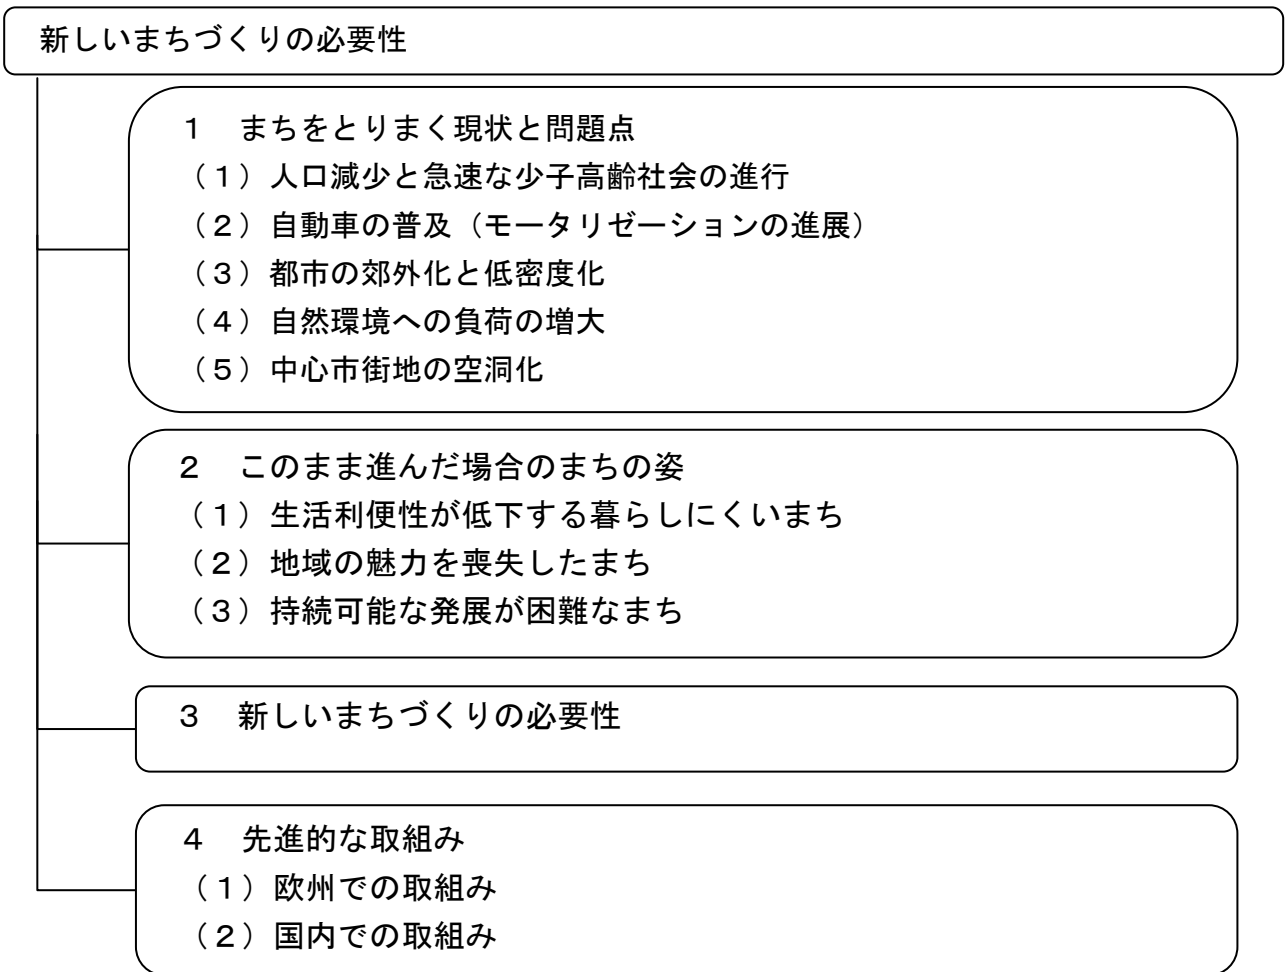 新しいまちづくりの必要性
１　まちをとりまく現状と問題点
（１）人口減少と急速な少子高齢社会の進行
（２）自動車の普及（モータリゼーションの進展）
（３）都市の郊外化と低密度化
（４）自然環境への負荷の増大
（５）中心市街地の空洞化
２　このまま進んだ場合のまちの姿
（１）生活利便性が低下する暮らしにくいまち
（２）地域の魅力を喪失したまち
（３）持続可能な発展が困難なまち
３　新しいまちづくりの必要性
４　先進的な取組み
（１）欧州での取組み
（２）国内での取組み